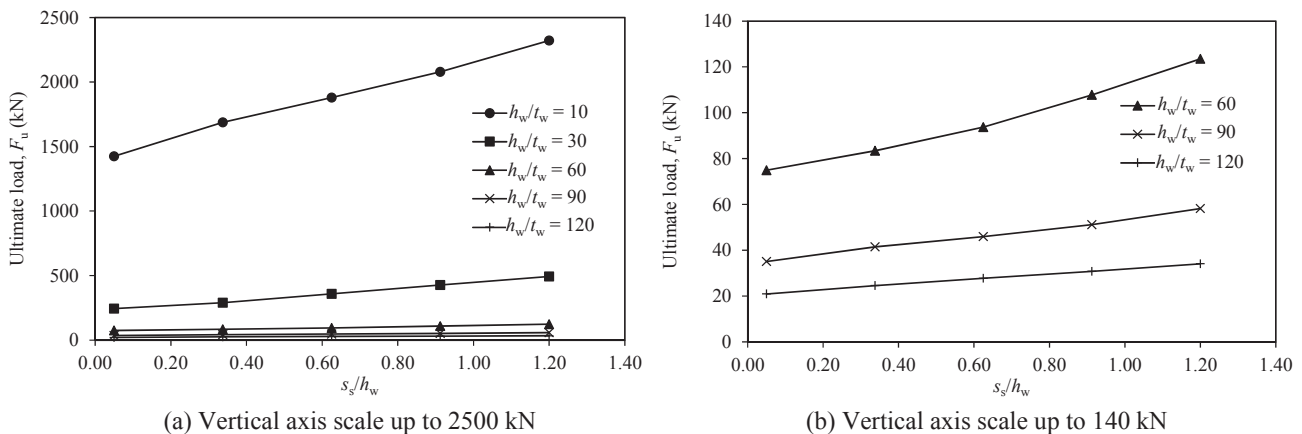 2500
2000
1500
1000
500
0
Ultimate load, Fu (kN)
hw/tw = 10
hw/tw = 30
hw/tw = 60
hw/tw = 90
hw/tw = 120
0.00 0.20 0.40 0.60 0.80 1.00 1.20 1.40
ss/hw
(a) Vertical axis scale up to 2500 kN
140
120
100
80
60
40
20
0
Ultimate load, Fu (kN)
hw/tw = 60
hw/tw = 90
hw/tw = 120
0.00 0.20 0.40 0.60 0.80 1.00 1.20 1.40
ss/hw
(b) Vertical axis scale up to 140 kN